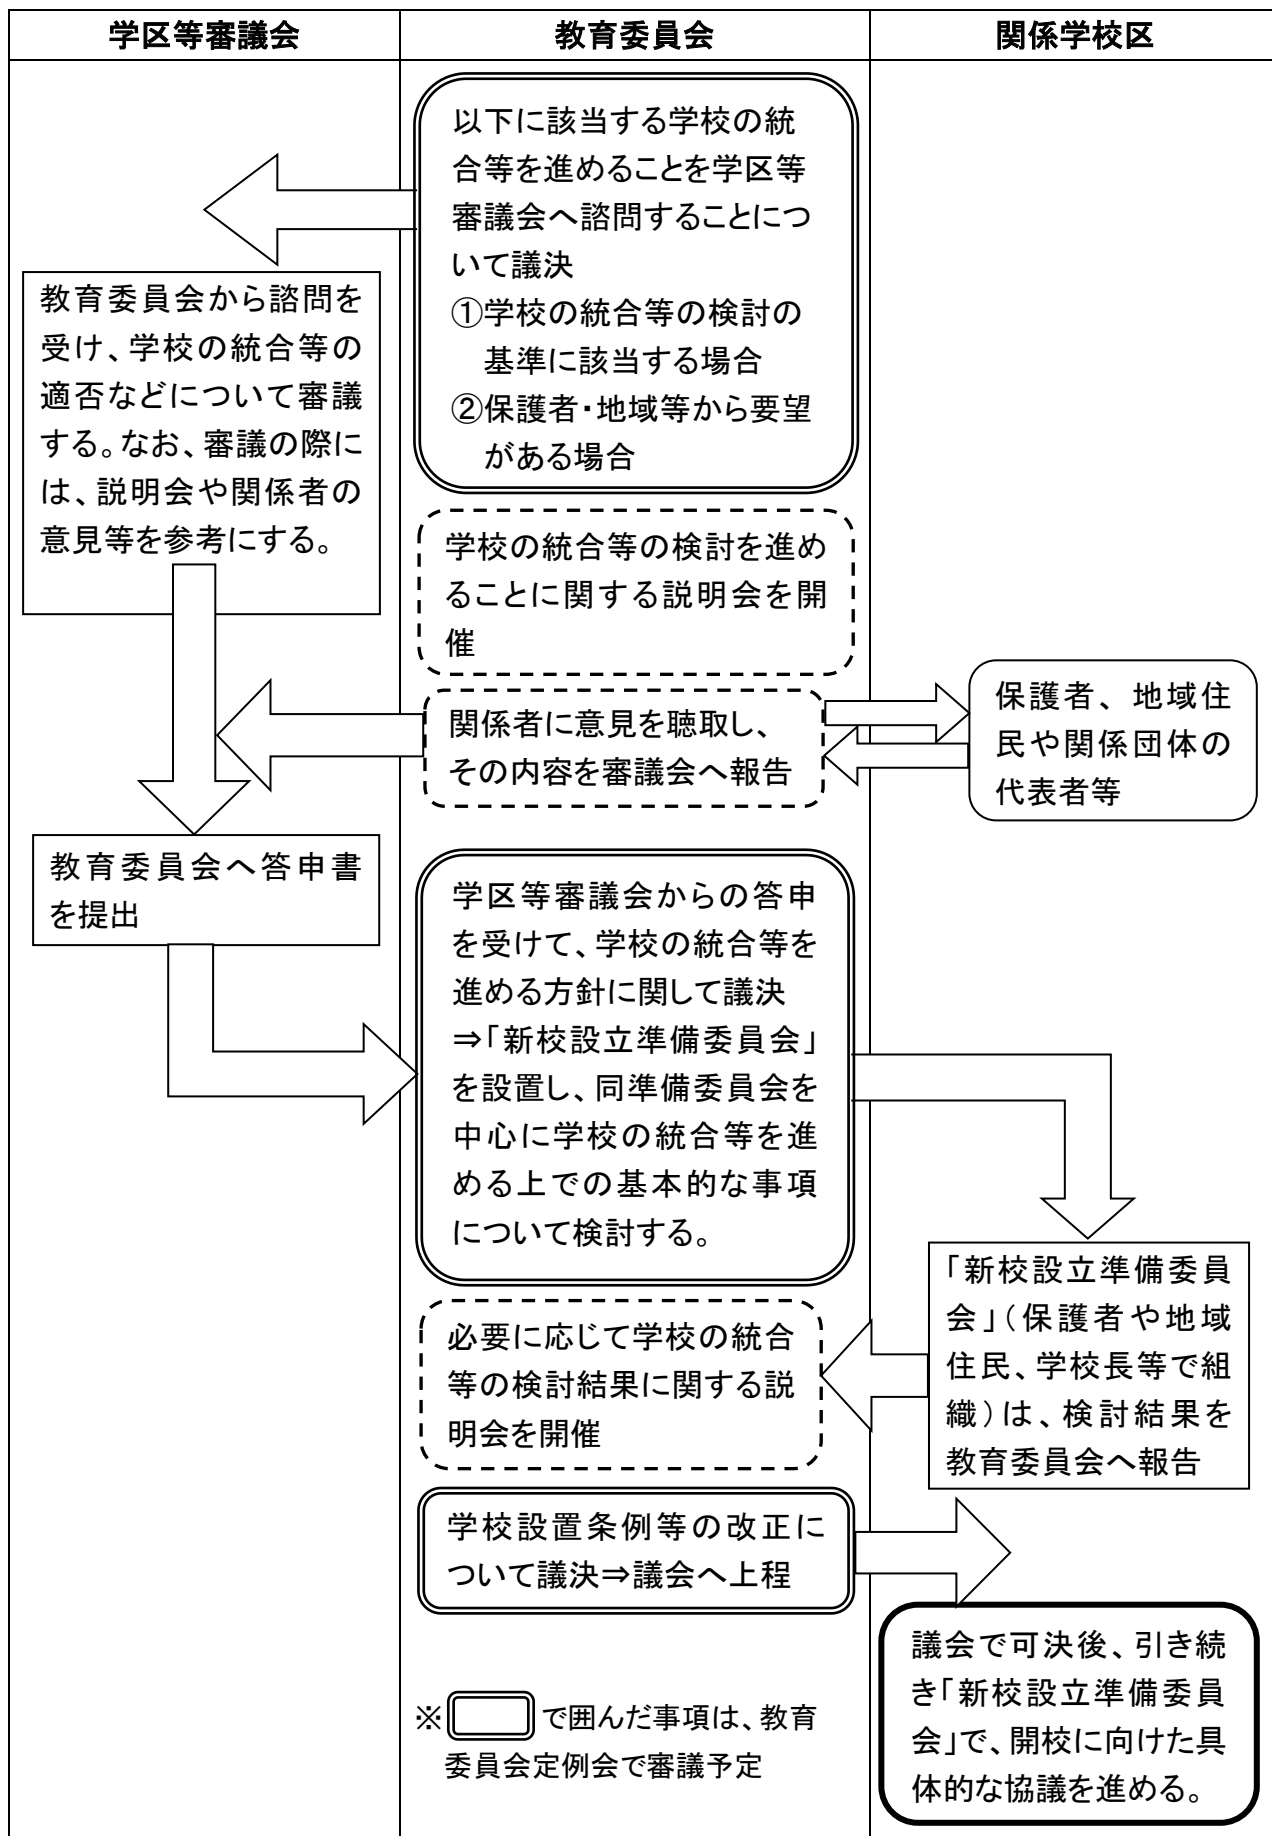 学区等審議会
教育委員会
関係学校区
以下に該当する学校の統
合等を進めることを学区等
審議会へ諮問することにつ
いて議決
①学校の統合等の検討の
基準に該当する場合
②保護者・地域等から要望
がある場合
教育委員会から諮問を
受け、学校の統合等の
適否などについて審議
する。なお、審議の際に
は、説明会や関係者の
意見等を参考にする。
学校の統合等の検討を進め
ることに関する説明会を開
催
関係者に意見を聴取し、
その内容を審議会へ報告
保護者、地域住
民や関係団体の
代表者等
教育委員会へ答申書
を提出
学区等審議会からの答申
を受けて、学校の統合等を
進める方針に関して議決
⇒「新校設立準備委員会」
を設置し、同準備委員会を
中心に学校の統合等を進
める上での基本的な事項
について検討する。
「新校設立準備委員
会」（保護者や地域
住民、学校長等で組
織）は、検討結果を
教育委員会へ報告
必要に応じて学校の統合
等の検討結果に関する説
明会を開催
学校設置条例等の改正に
ついて議決⇒議会へ上程
議会で可決後、引き続
き「新校設立準備委員
会」で、開校に向けた具
体的な協議を進める。
※ で囲んだ事項は、教育
委員会定例会で審議予定